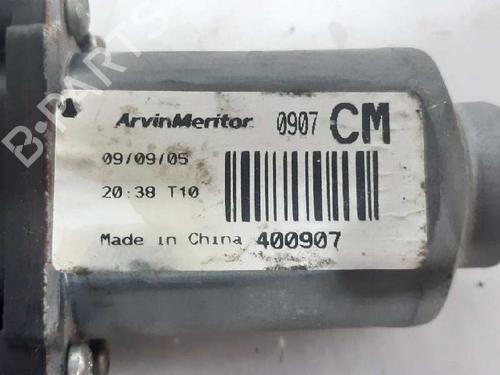 ArvinMeritor 0907 CM
09/09/05
20:38 T10
Made in China 400907
B-PARTS